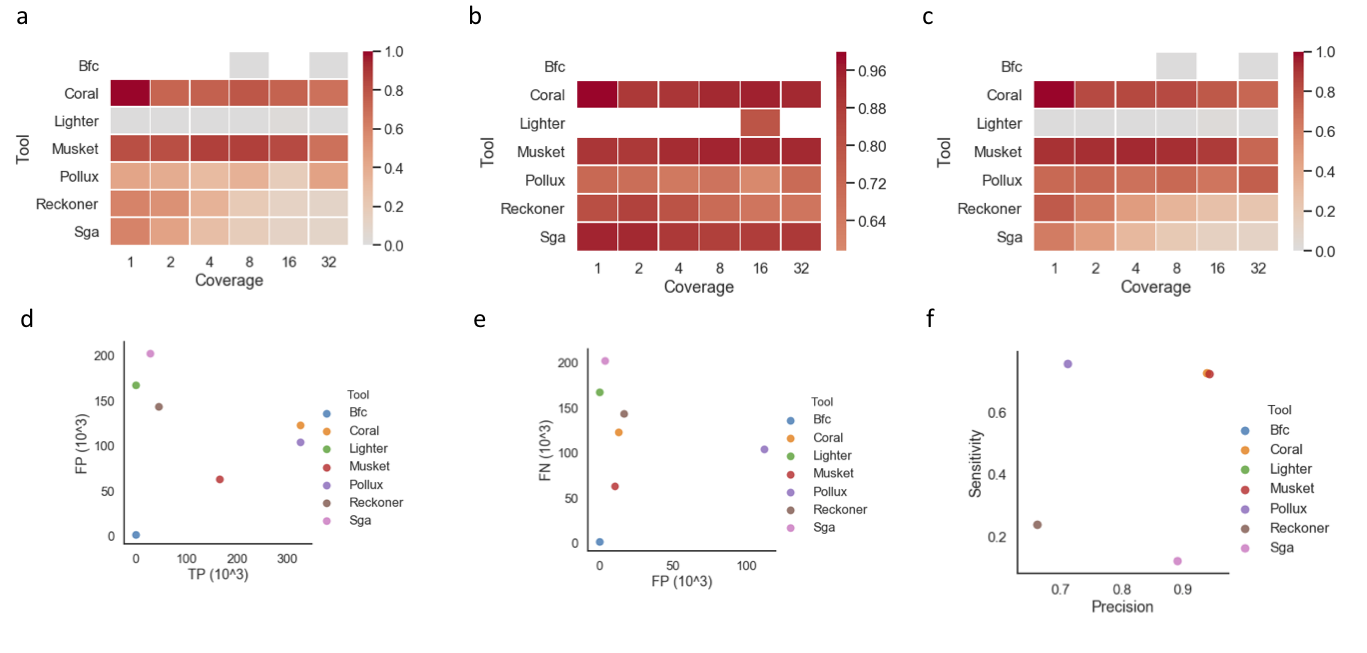 a
Bfc
Coral
Lighter
Musket
Pollux
Reckoner
Sga
Tool
1 2 4 8 16 32
Coverage
1.0
0.8
0.6
0.4
0.2
0.0
b
Bfc
Coral
Lighter
Musket
Pollux
Reckoner
Sga
Tool
1 2 4 8 16 32
Coverage
0.96
0.88
0.80
0.72
0.64
c
Bfc
Coral
Lighter
Musket
Pollux
Reckoner
Sga
Tool
1 2 4 8 16 32
Coverage
1.0
0.8
0.6
0.4
0.2
0.0
d
200
150
100
50
0
FP (10^3)
0 100 200 300
TP (10^3)
Tool
Bfc
Coral
Lighter
Musket
Pollux
Reckoner
Sga
e
200
150
100
50
0
FN (10^3)
0 50 100
FP (10^3)
Tool
Bfc
Coral
Lighter
Musket
Pollux
Reckoner
Sga
f
0.6
0.4
0.2
Sensitivity
0.7 0.8 0.9
Precision
Tool
Bfc
Coral
Lighter
Musket
Pollux
Reckoner
Sga